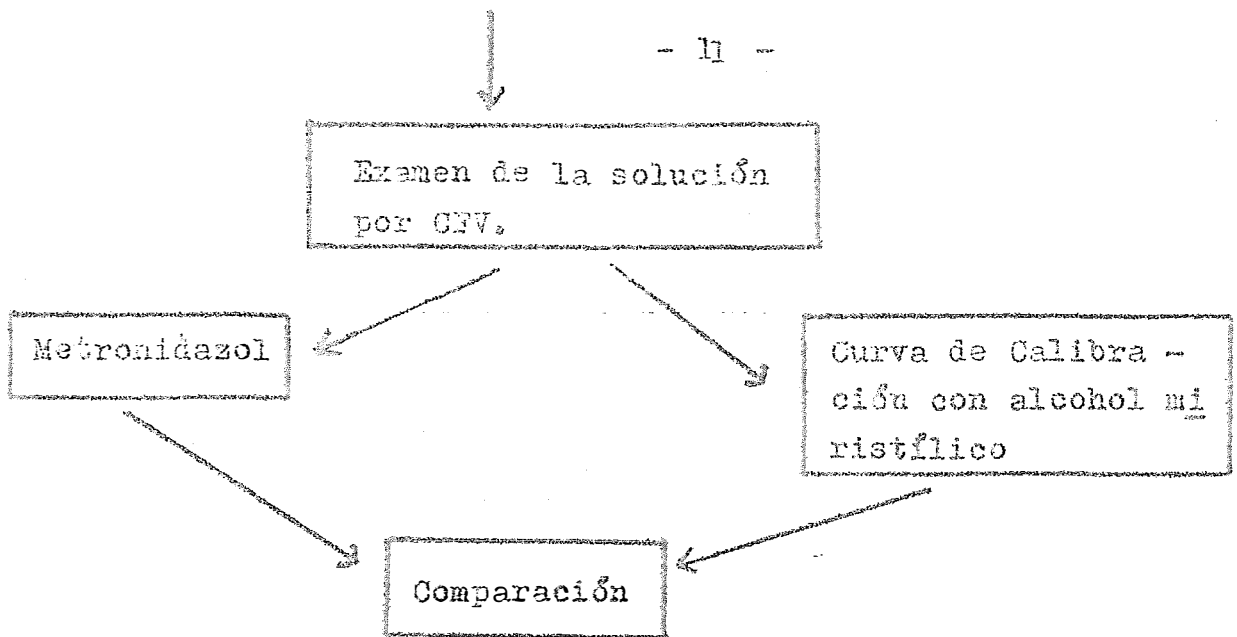 - 11 -
Examen de la solución
por CFV.
Metronidazol
Curva de Calibra -
ción con alcohol mi
ristílico
Comparación